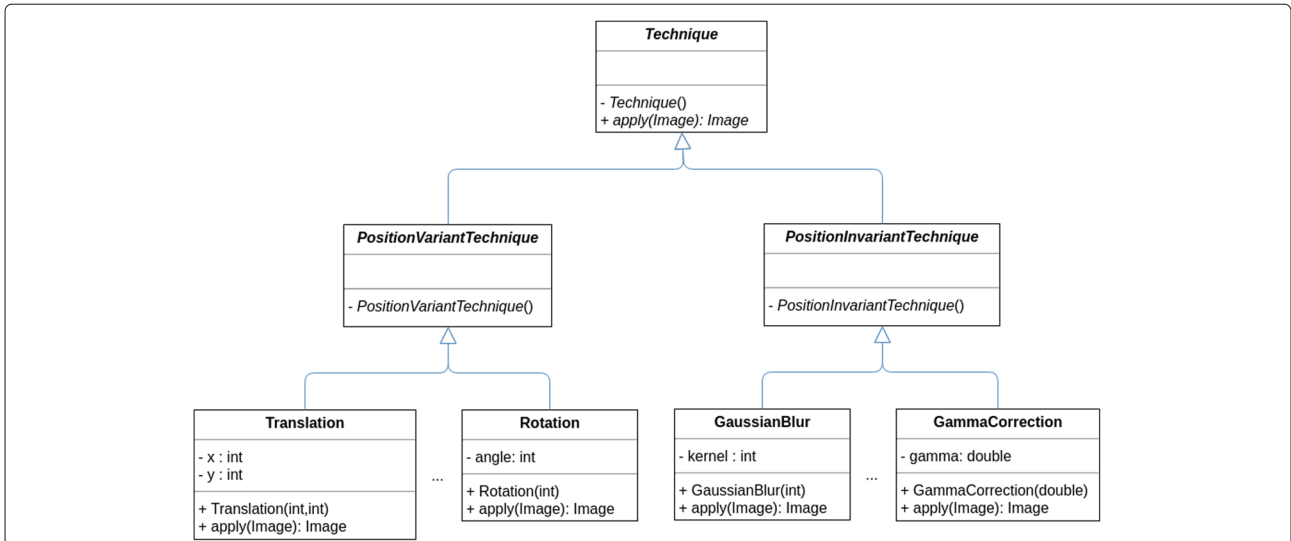 Technique
- Technique()
+ apply(Image): Image
PositionVariantTechnique
- PositionVariantTechnique()
PositionInvariantTechnique
- PositionInvariantTechnique()
Translation
- x : int
- y : int
+ Translation(int,int)
+ apply(Image): Image
...
Rotation
- angle: int
+ Rotation(int)
+ apply(Image): Image
GaussianBlur
- kernel : int
+ GaussianBlur(int)
+ apply(Image): Image
...
GammaCorrection
- gamma: double
+ GammaCorrection(double)
+ apply(Image): Image